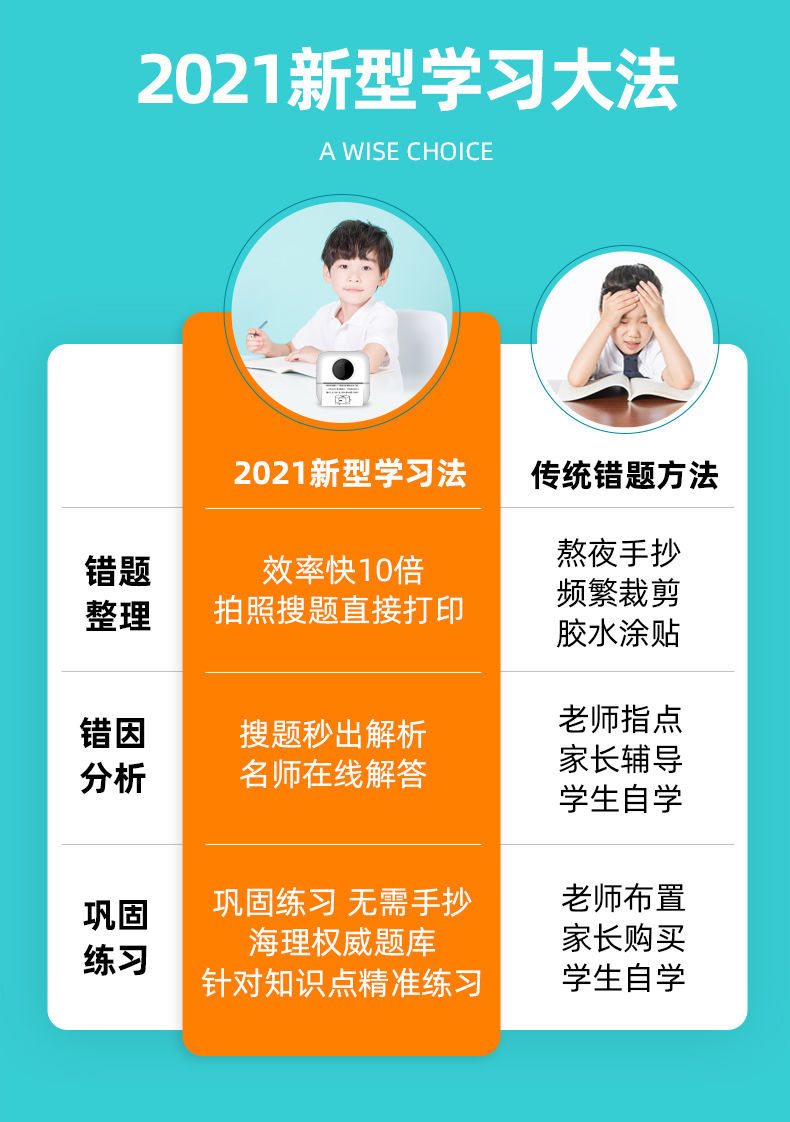 2021新型学习大法
A WISE CHOICE
2021新型学习法
传统错题方法
错题
整理
效率快10倍
拍照搜题直接打印
熬夜手抄
频繁裁剪
胶水涂贴
错因
分析
搜题秒出解析
名师在线解答
老师指点
家长辅导
学生自学
巩固
练习
巩固练习 无需手抄
海理权威题库
针对知识点精准练习
老师布置
家长购买
学生自学